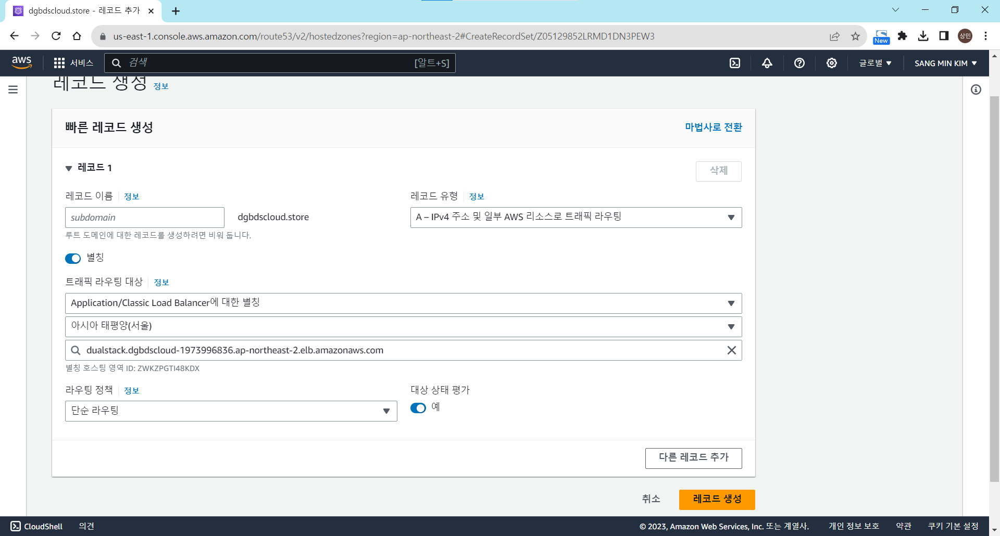 dgbdscloud.store - 레코드 추가
us-east-1.console.aws.amazon.com/route53/v2/hostedzones?region=ap-northeast-2#CreateRecordSet/Z05129852LRMD1DN3PEW3
New
상민
aws
서비스
검색
[알트+S]
글로벌
SANG MIN KIM
레코드 생성 정보
빠른 레코드 생성
마법사로 전환
레코드 1
삭제
레코드 이름 정보
subdomain
dgbdscloud.store
루트 도메인에 대한 레코드를 생성하려면 비워 둡니다.
레코드 유형 정보
A – IPv4 주소 및 일부 AWS 리소스로 트래픽 라우팅
별칭
트래픽 라우팅 대상 정보
Application/Classic Load Balancer에 대한 별칭
아시아 태평양(서울)
dualstack.dgbdscloud-1973996836.ap-northeast-2.elb.amazonaws.com
별칭 호스팅 영역 ID: ZWKZPGTI48KDX
라우팅 정책 정보
단순 라우팅
대상 상태 평가
예
다른 레코드 추가
취소
레코드 생성
CloudShell
의견
© 2023, Amazon Web Services, Inc. 또는 계열사.
개인 정보 보호
약관
쿠키 기본 설정